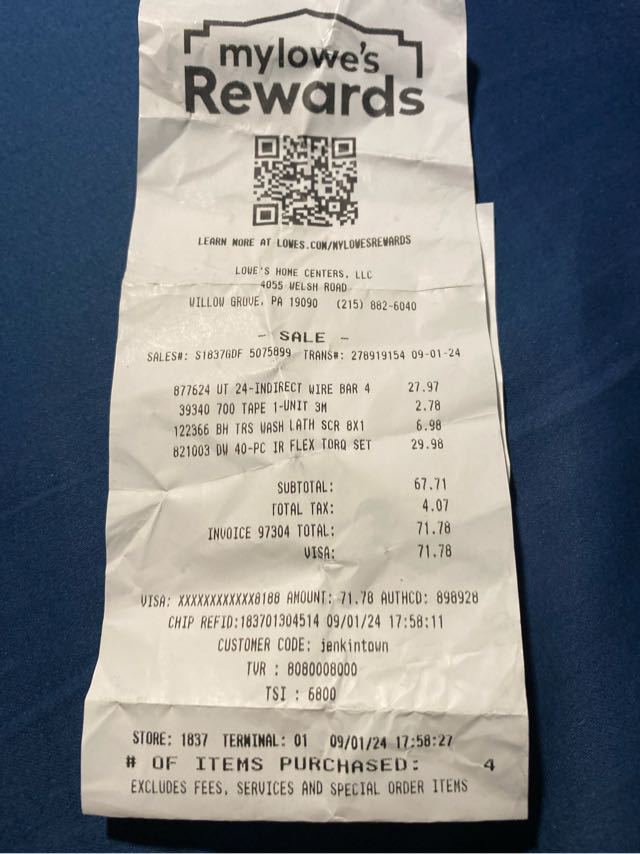 mylowe's
Rewards
LEARN MORE AT LOWES.COM/MYLOWESREWARDS
LOWE'S HOME CENTERS, LLC
4055 WELSH ROAD
WILLOW GROVE, PA 19090 (215) 882-6040
- SALE -
SALES#: S1837GDF 5075899 TRANS#: 278919154 09-01-24
877624 UT 24-INDIRECT WIRE BAR 4 27.97
39340 700 TAPE 1-UNIT 3M 2.78
122366 BH TRS WASH LATH SCR 8X1 6.98
821003 DW 40-PC IR FLEX TORQ SET 29.98
SUBTOTAL: 67.71
TOTAL TAX: 4.07
INVOICE 97304 TOTAL: 71.78
VISA: 71.78
VISA: XXXXXXXXXXXX8188 AMOUNT: 71.78 AUTHCD: 898928
CHIP REFID:183701304514 09/01/24 17:58:11
CUSTOMER CODE: jenkintown
TVR : 8080008000
TSI : 6800
STORE: 1837 TERMINAL: 01 09/01/24 17:58:27
# OF ITEMS PURCHASED: 4
EXCLUDES FEES, SERVICES AND SPECIAL ORDER ITEMS